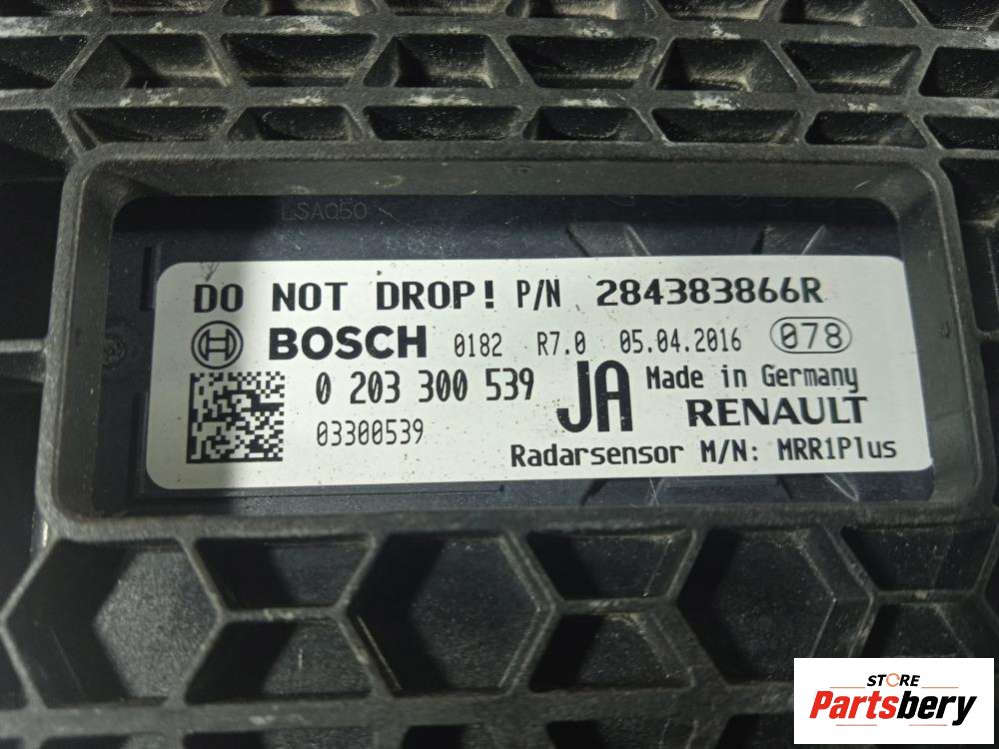 LSAQ50
DO NOT DROP! P/N 284383866R
BOSCH 0182 R7.0 05.04.2016 078
0 203 300 539 JA Made in Germany
03300539 RENAULT
Radarsensor M/N: MRR1Plus
STORE
Partsbery